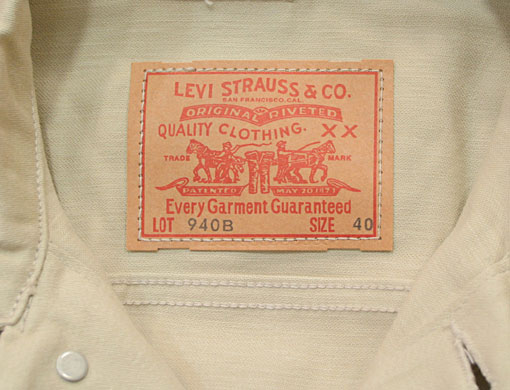 LEVI STRAUSS & CO.
SAN FRANCISCO, CAL.
ORIGINAL RIVETED
QUALITY CLOTHING. XX
TRADE MARK
PATENTED MAY 20 1873
Every Garment Guaranteed
LOT 940B SIZE 40